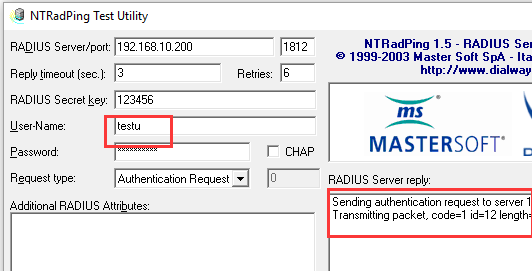 NTRadPing Test Utility
RADIUS Server/port: 192.168.10.200 1812
Reply timeout (sec.): 3 Retries: 6
RADIUS Secret key: 123456
User-Name: testu
Password: ********** CHAP
Request type: Authentication Request 0
Additional RADIUS Attributes:
NTRadPing 1.5 - RADIUS Ser
© 1999-2003 Master Soft SpA - Ita
http://www.dialway
ms
MASTERSOFT
RADIUS Server reply:
Sending authentication request to server 1
Transmitting packet, code=1 id=12 length=